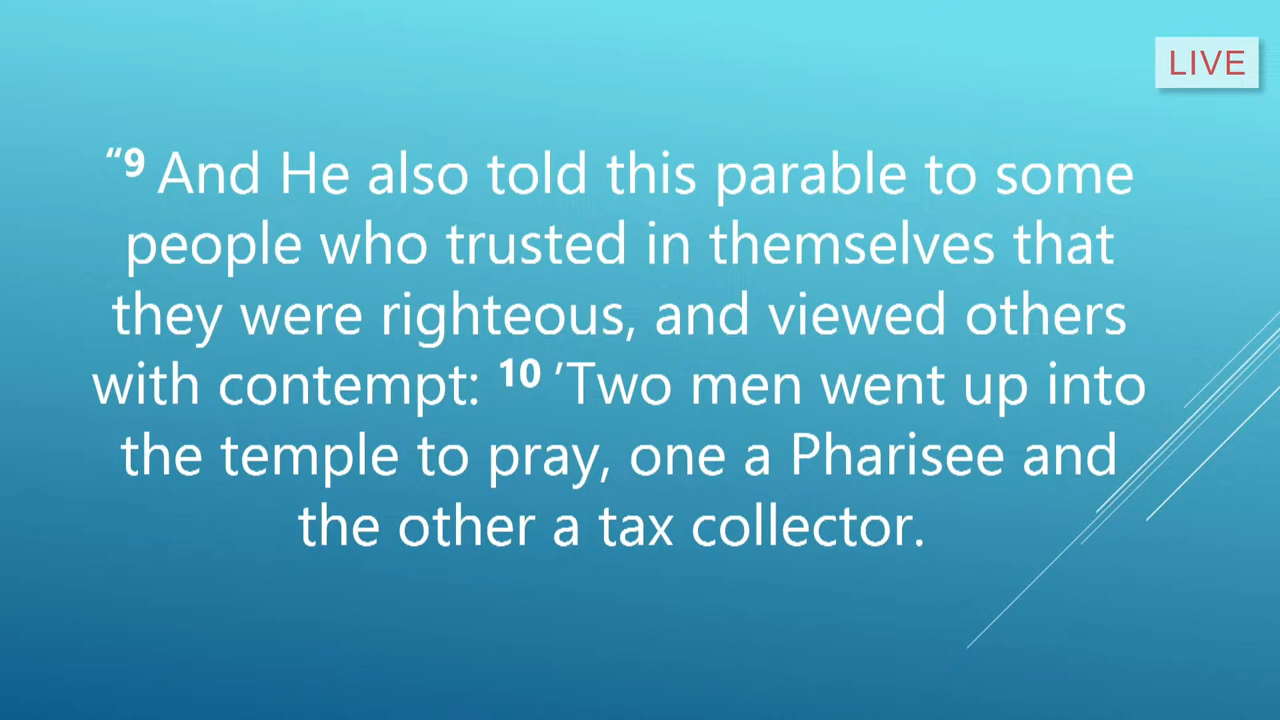 LIVE
“9 And He also told this parable to some
people who trusted in themselves that
they were righteous, and viewed others
with contempt: 10 ’Two men went up into
the temple to pray, one a Pharisee and
the other a tax collector.